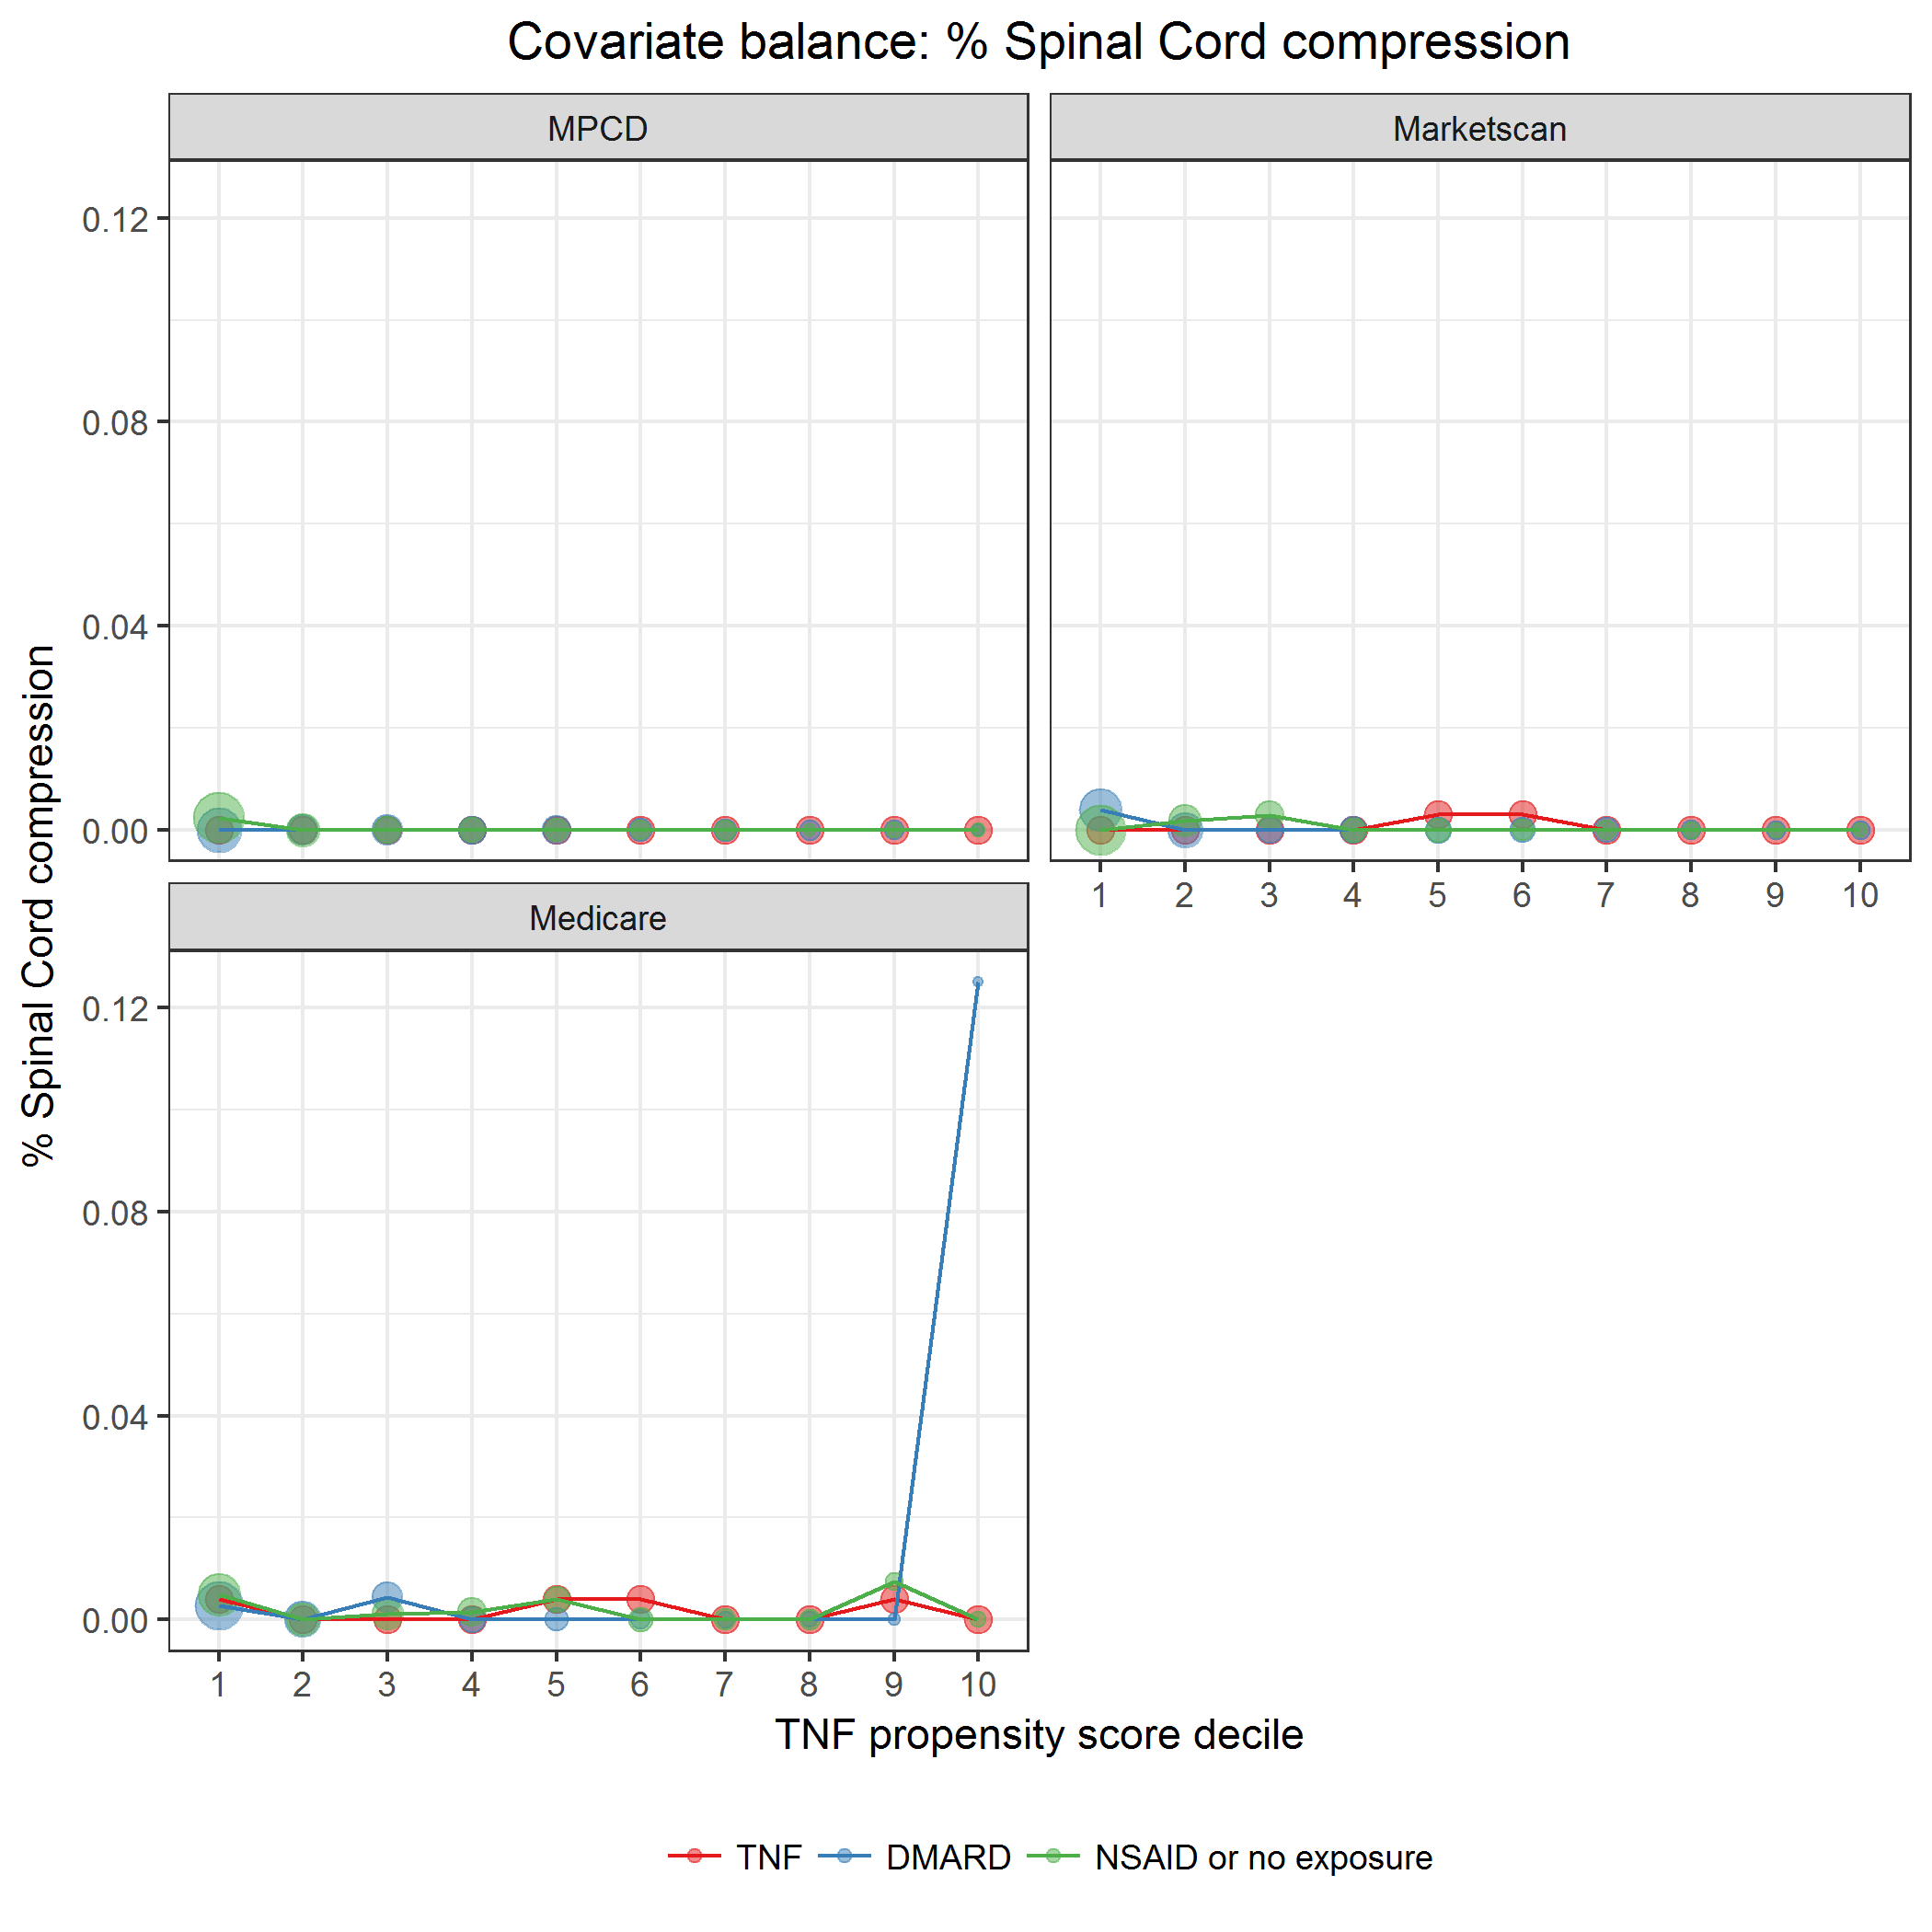 Covariate balance: % Spinal Cord compression
MPCD
Marketscan
0.12
0.08
0.04
0.00
1 2 3 4 5 6 7 8 9 10
Medicare
0.12
0.08
0.04
0.00
1 2 3 4 5 6 7 8 9 10
% Spinal Cord compression
TNF propensity score decile
TNF DMARD NSAID or no exposure